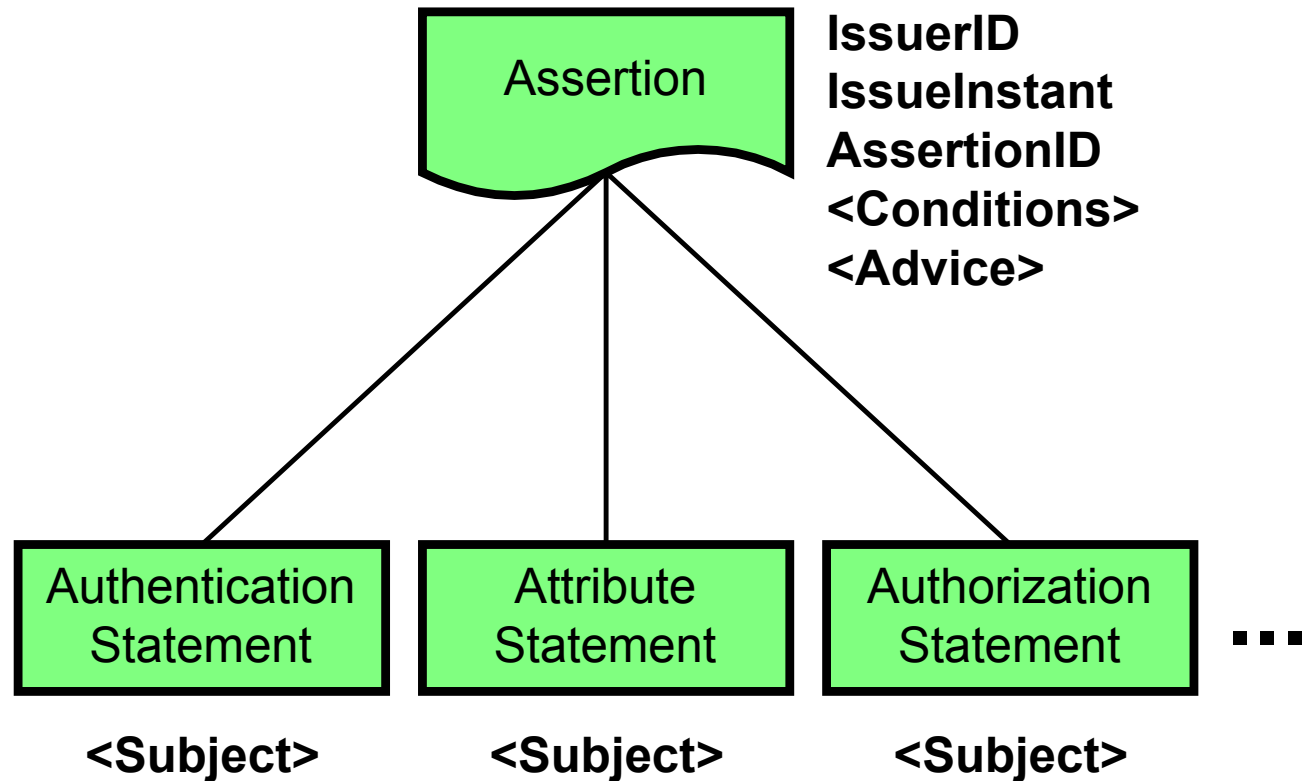 Assertion
IssuerID
IssueInstant
AssertionID
<Conditions>
<Advice>
Authentication
Statement
Attribute
Statement
Authorization
Statement
...
<Subject>
<Subject>
<Subject>